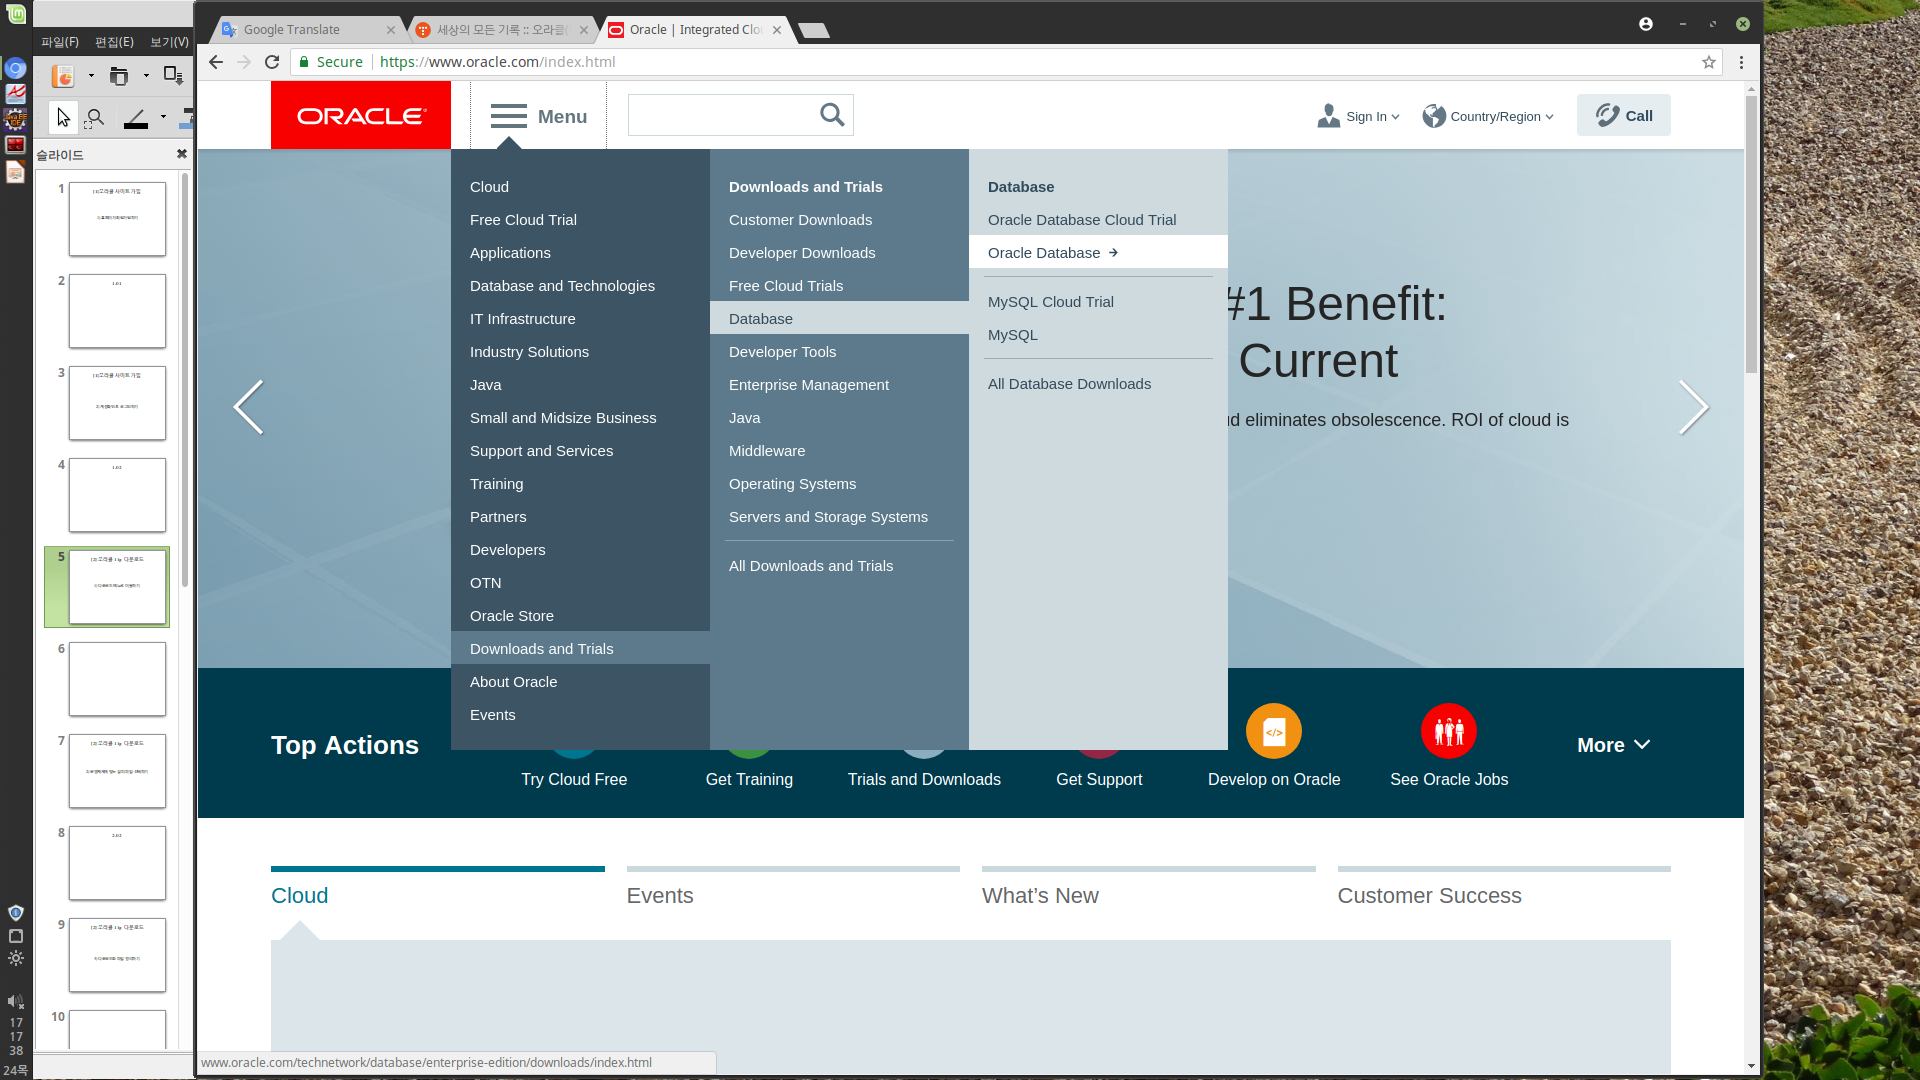 Google Translate
세상의 모든 기록 :: 오라클(
Oracle | Integrated Clo
파일(F) 편집(E) 보기(V)
Secure https://www.oracle.com/index.html
ORACLE
Menu
Sign In
Country/Region
Call
슬라이드
Cloud
Free Cloud Trial
Applications
Database and Technologies
IT Infrastructure
Industry Solutions
Java
Small and Midsize Business
Support and Services
Training
Partners
Developers
OTN
Oracle Store
Downloads and Trials
About Oracle
Events
Downloads and Trials
Customer Downloads
Developer Downloads
Free Cloud Trials
Database
Developer Tools
Enterprise Management
Java
Middleware
Operating Systems
Servers and Storage Systems
All Downloads and Trials
Database
Oracle Database Cloud Trial
Oracle Database →
MySQL Cloud Trial
MySQL
All Database Downloads
#1 Benefit:
Current
eliminates obsolescence. ROI of cloud is
Top Actions
Try Cloud Free
Get Training
Trials and Downloads
Get Support
Develop on Oracle
See Oracle Jobs
More
Cloud
Events
What's New
Customer Success
www.oracle.com/technetwork/database/enterprise-edition/downloads/index.html
1
2
3
4
5
6
7
8
9
10
17
17
38
24목